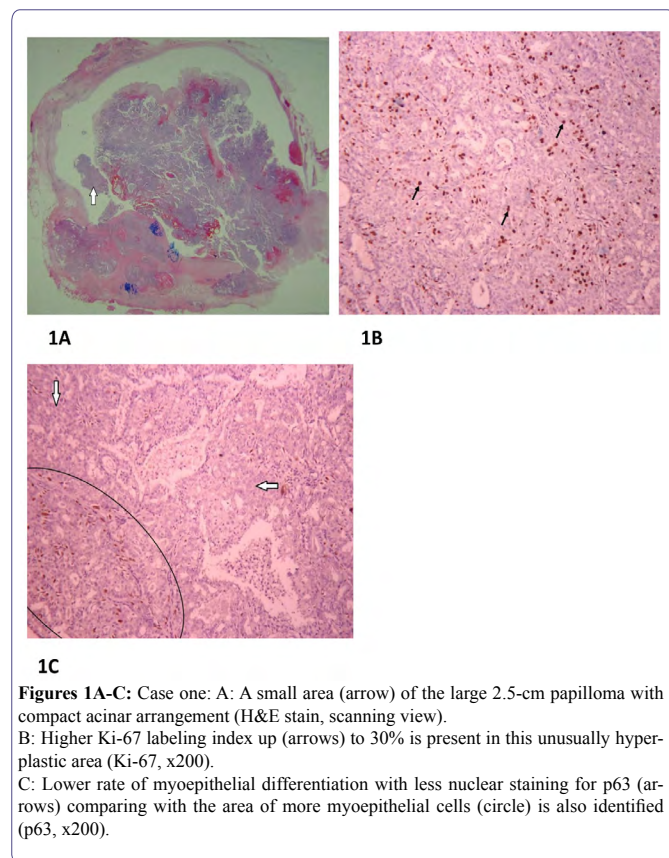 1A
1B
1C
Figures 1A-C: Case one: A: A small area (arrow) of the large 2.5-cm papilloma with
compact acinar arrangement (H&E stain, scanning view).
B: Higher Ki-67 labeling index up (arrows) to 30% is present in this unusually hyper-
plastic area (Ki-67, x200).
C: Lower rate of myoepithelial differentiation with less nuclear staining for p63 (ar-
rows) comparing with the area of more myoepithelial cells (circle) is also identified
(p63, x200).